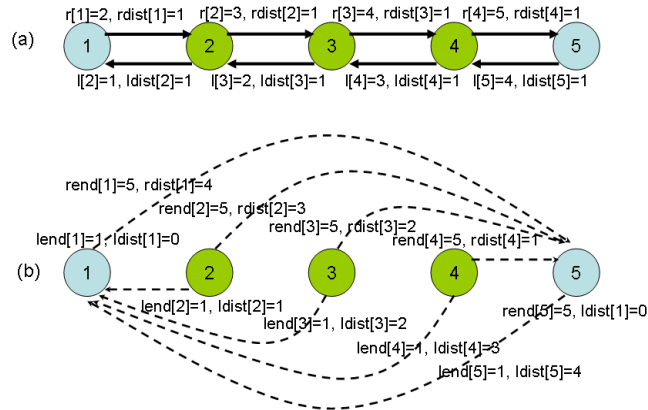 r[1]=2, rdist[1]=1 r[2]=3, rdist[2]=1 r[3]=4, rdist[3]=1 r[4]=5, rdist[4]=1
(a) 1 2 3 4 5
l[2]=1, ldist[2]=1 l[3]=2, ldist[3]=1 l[4]=3, ldist[4]=1 l[5]=4, ldist[5]=1
rend[1]=5, rdist[1]=4
rend[2]=5, rdist[2]=3
rend[3]=5, rdist[3]=2
lend[1]=1, ldist[1]=0 rend[4]=5, rdist[4]=1
(b) 1 2 3 4 5
lend[2]=1, ldist[2]=1 rend[5]=5, ldist[1]=0
lend[3]=1, ldist[3]=2
lend[4]=1, ldist[4]=3
lend[5]=1, ldist[5]=4